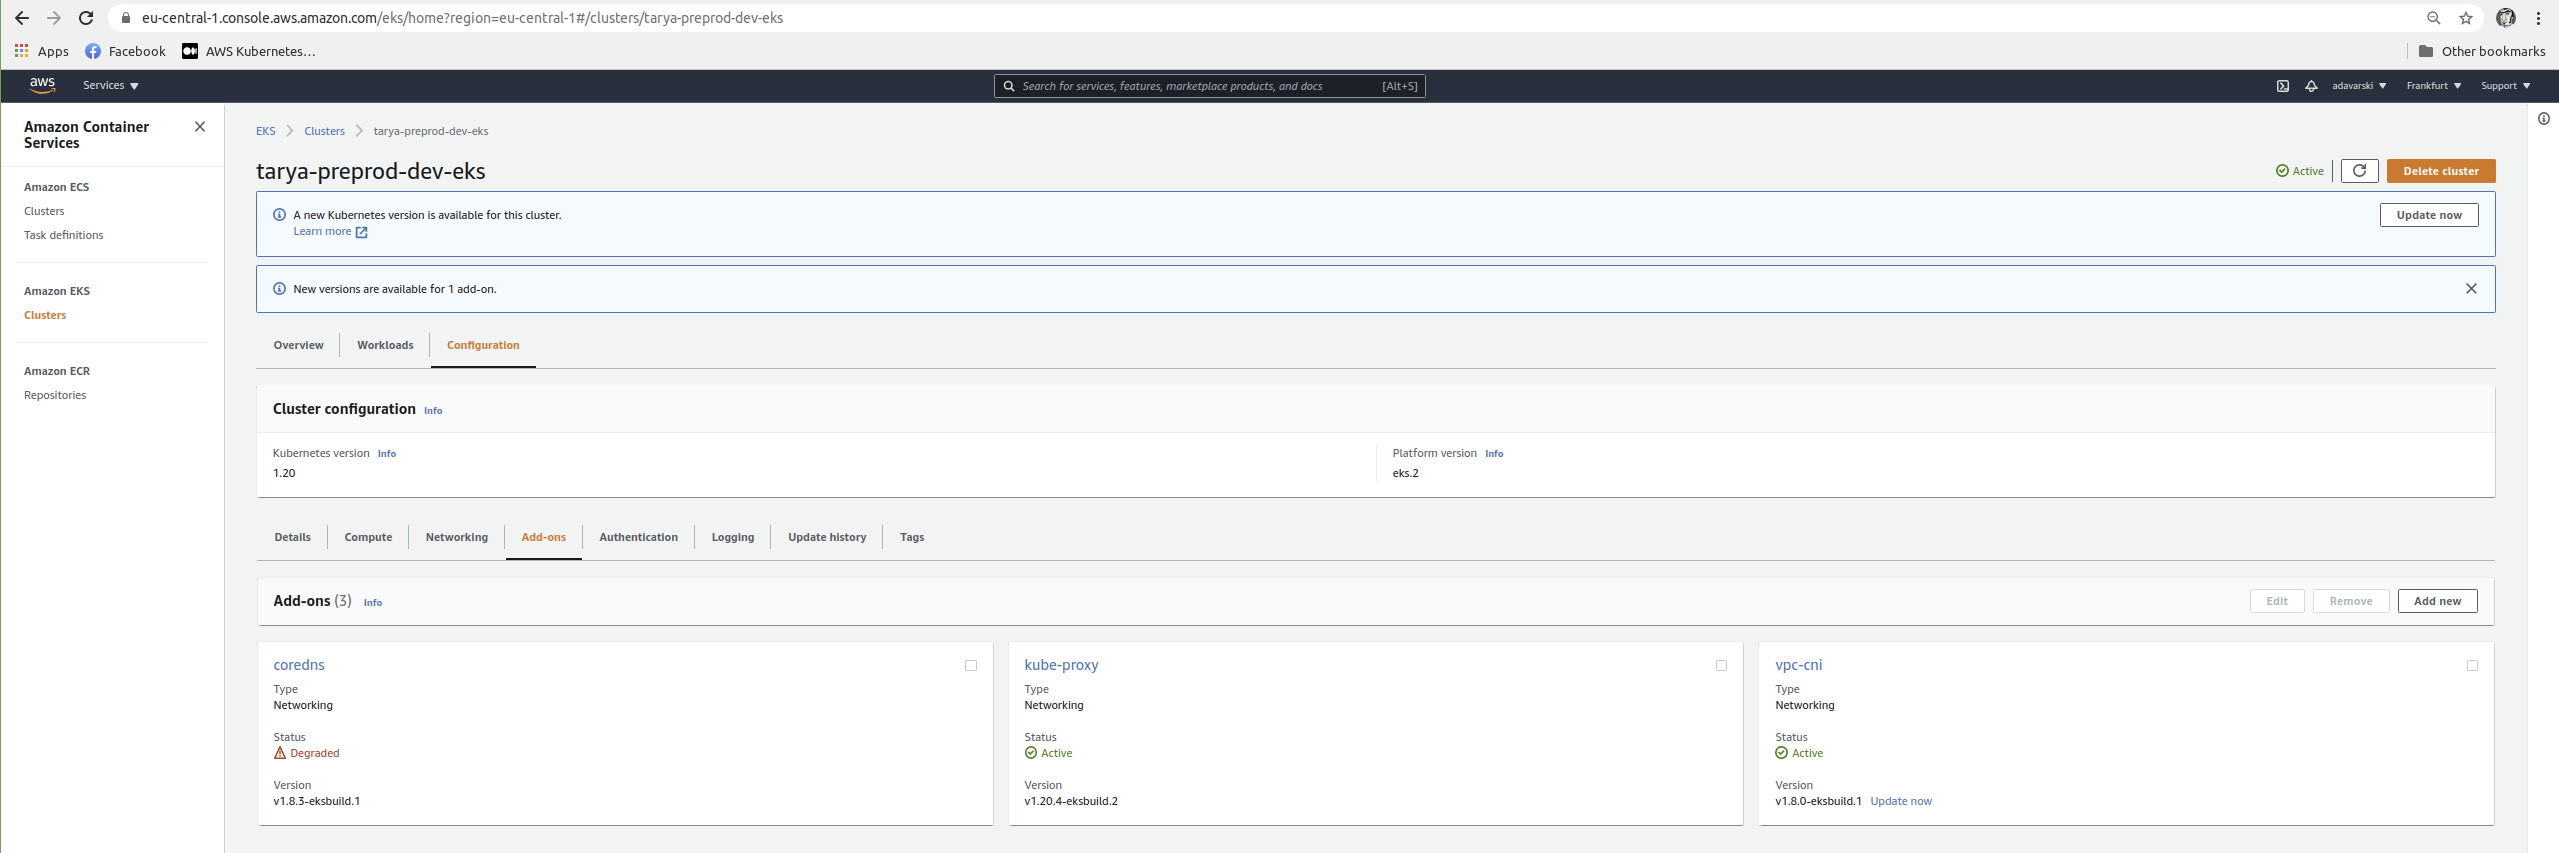 eu-central-1.console.aws.amazon.com/eks/home?region=eu-central-1#/clusters/tarya-preprod-dev-eks
Apps Facebook AWS Kubernetes... Other bookmarks
aws Services Search for services, features, marketplace products, and docs [Alt+S] adavarski Frankfurt Support
Amazon Container
Services
Amazon ECS
Clusters
Task definitions
Amazon EKS
Clusters
Amazon ECR
Repositories
EKS Clusters tarya-preprod-dev-eks
tarya-preprod-dev-eks Active Delete cluster
A new Kubernetes version is available for this cluster. Update now
Learn more
New versions are available for 1 add-on.
Overview Workloads Configuration
Cluster configuration Info
Kubernetes version Info Platform version Info
1.20 eks.2
Details Compute Networking Add-ons Authentication Logging Update history Tags
Add-ons (3) Info Edit Remove Add new
coredns
Type
Networking
Status
Degraded
Version
v1.8.3-eksbuild.1
kube-proxy
Type
Networking
Status
Active
Version
v1.20.4-eksbuild.2
vpc-cni
Type
Networking
Status
Active
Version
v1.8.0-eksbuild.1 Update now